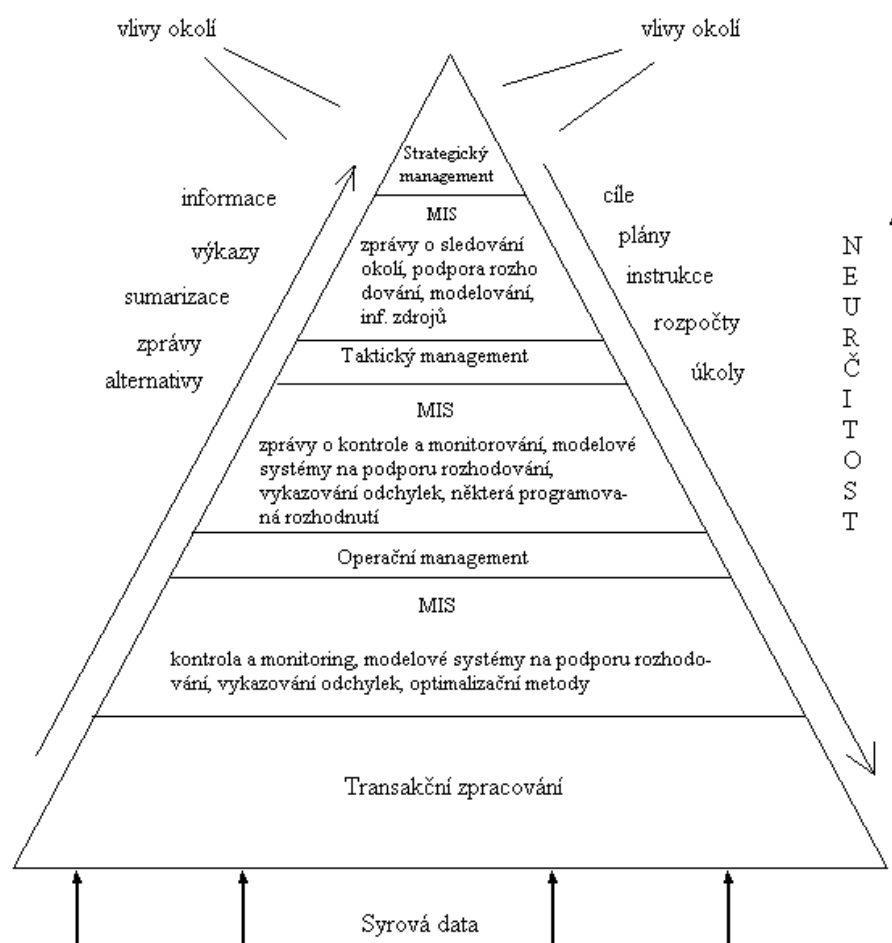 vlivy okolí
vlivy okolí
Strategický
management
MIS
zprávy o sledování
okolí, podpora rozho
dování, modelování,
inf. zdrojů
Taktický management
MIS
zprávy o kontrole a monitorování, modelové
systémy na podporu rozhodování,
vykazování odchylek, některá programova-
ná rozhodnutí
Operační management
MIS
kontrola a monitoring, modelové systémy na podporu rozhodo-
vání, vykazování odchylek, optimalizační metody
Transakční zpracování
Syrová data
informace
výkazy
sumarizace
zprávy
alternativy
cíle
plány
instrukce
rozpočty
úkoly
N
E
U
R
Č
I
T
O
S
T